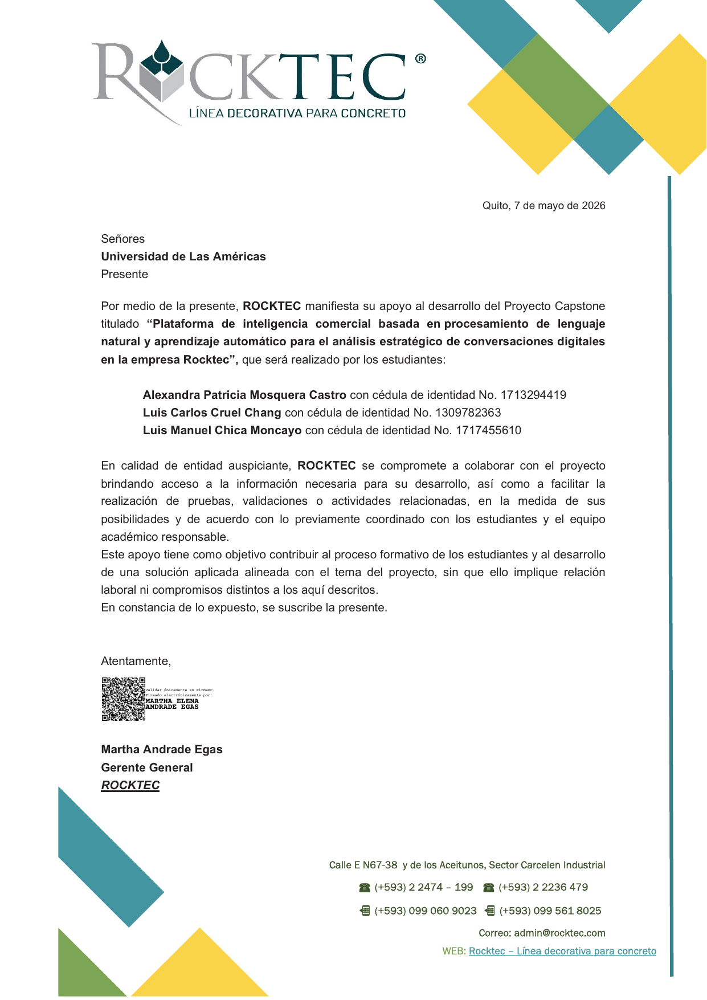 ROCKTEC ®
LÍNEA DECORATIVA PARA CONCRETO
Quito, 7 de mayo de 2026
Señores
Universidad de Las Américas
Presente
Por medio de la presente, ROCKTEC manifiesta su apoyo al desarrollo del Proyecto Capstone
titulado “Plataforma de inteligencia comercial basada en procesamiento de lenguaje
natural y aprendizaje automático para el análisis estratégico de conversaciones digitales
en la empresa Rocktec”, que será realizado por los estudiantes:
Alexandra Patricia Mosquera Castro con cédula de identidad No. 1713294419
Luis Carlos Cruel Chang con cédula de identidad No. 1309782363
Luis Manuel Chica Moncayo con cédula de identidad No. 1717455610
En calidad de entidad auspiciante, ROCKTEC se compromete a colaborar con el proyecto
brindando acceso a la información necesaria para su desarrollo, así como a facilitar la
realización de pruebas, validaciones o actividades relacionadas, en la medida de sus
posibilidades y de acuerdo con lo previamente coordinado con los estudiantes y el equipo
académico responsable.
Este apoyo tiene como objetivo contribuir al proceso formativo de los estudiantes y al desarrollo
de una solución aplicada alineada con el tema del proyecto, sin que ello implique relación
laboral ni compromisos distintos a los aquí descritos.
En constancia de lo expuesto, se suscribe la presente.
Atentamente,
Validar únicamente en FirmaEC.
Firmado electrónicamente por:
MARTHA ELENA
ANDRADE EGAS
Martha Andrade Egas
Gerente General
ROCKTEC
Calle E N67-38 y de los Aceitunos, Sector Carcelen Industrial
(+593) 2 2474 – 199 (+593) 2 2236 479
(+593) 099 060 9023 (+593) 099 561 8025
Correo: admin@rocktec.com
WEB: Rocktec – Línea decorativa para concreto